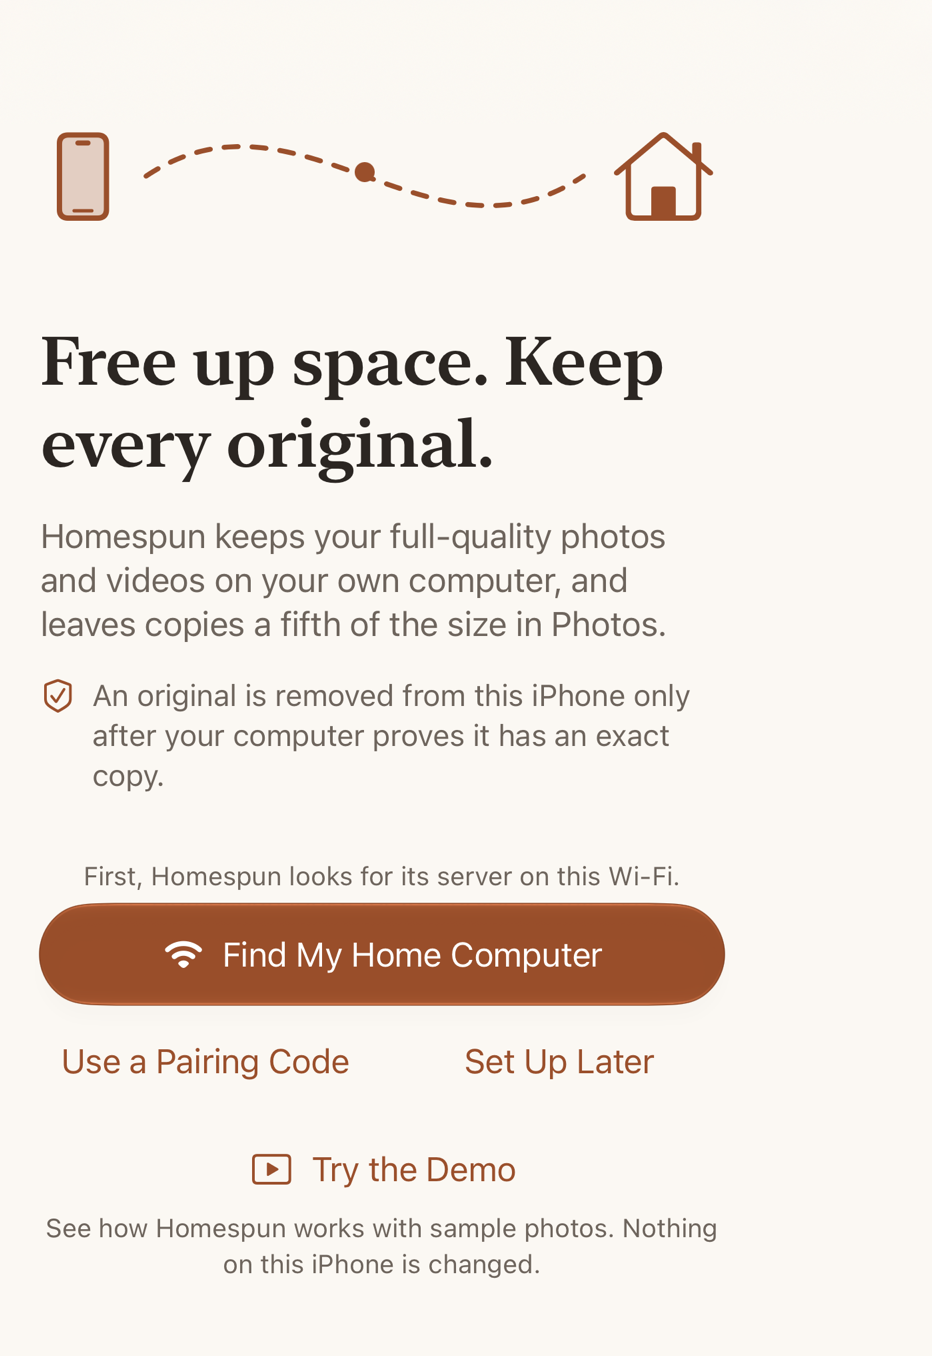 Free up space. Keep
every original.
Homespun keeps your full-quality photos
and videos on your own computer, and
leaves copies a fifth of the size in Photos.
An original is removed from this iPhone only
after your computer proves it has an exact
copy.
First, Homespun looks for its server on this Wi-Fi.
Find My Home Computer
Use a Pairing Code
Set Up Later
Try the Demo
See how Homespun works with sample photos. Nothing
on this iPhone is changed.